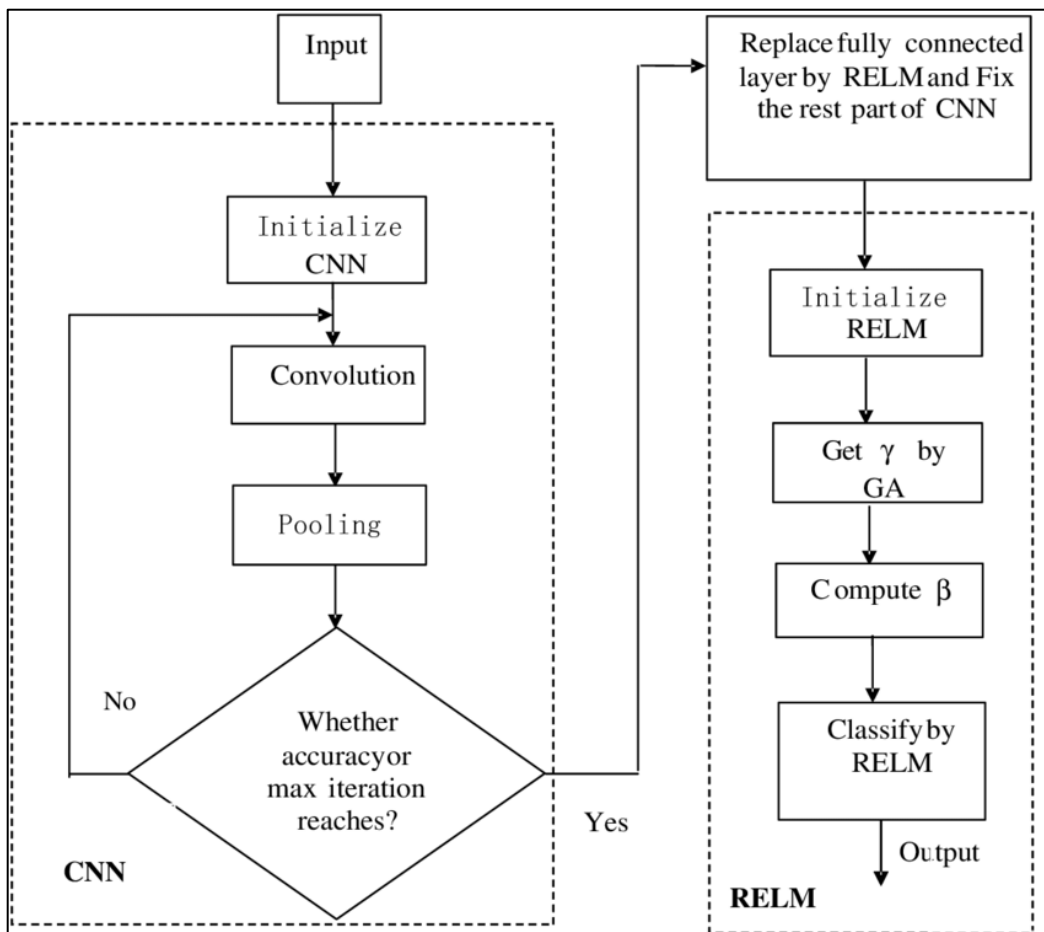 Input
Initialize
CNN
Convolution
Pooling
No
Whether
accuracyor
max iteration
reaches?
Yes
CNN
Replace fully connected
layer by RELM and Fix
the rest part of CNN
Initialize
RELM
Get γ by
GA
Compute β
Classify by
RELM
Output
RELM